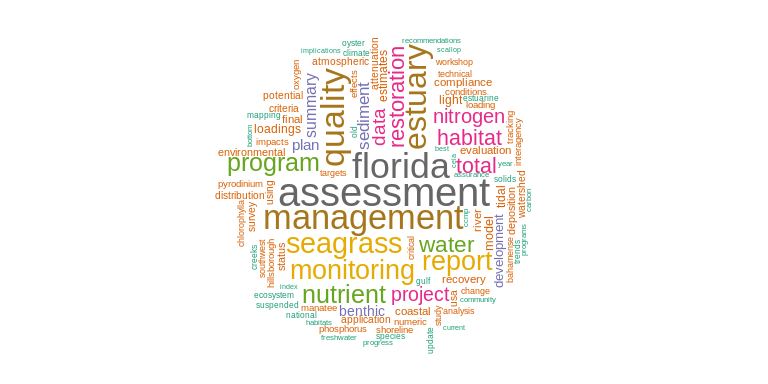 recommendations
oyster
scallop
implications
climate
workshop
atmospheric
technical
attenuation
estimates
effects
oxygen
restoration
estuary
compliance
conditions
potential
quality
summary
sediment
data
light
estuarine
loading
criteria
mapping
final
nitrogen
tracking
interagency
loadings
old
habitat
bottom
impacts
plan
best
environmental
evaluation
program
florida
total
ceia
year
targets
assurance
solids
pyrodinium
assessment
distribution
using
tidal
watershed
carbon
management
ccmp
river
deposition
survey
chlorophylla
seagrass
water
model
development
trends
programs
creeks
southwest
hillsborough
status
critical
monitoring
report
bahamense
gulf
recovery
index
nutrient
project
usa
change
ecosystem
community
suspended
manatee
benthic
coastal
study
analysis
national
application
numeric
habitats
phosphorus
shoreline
current
freshwater
species
progress
update